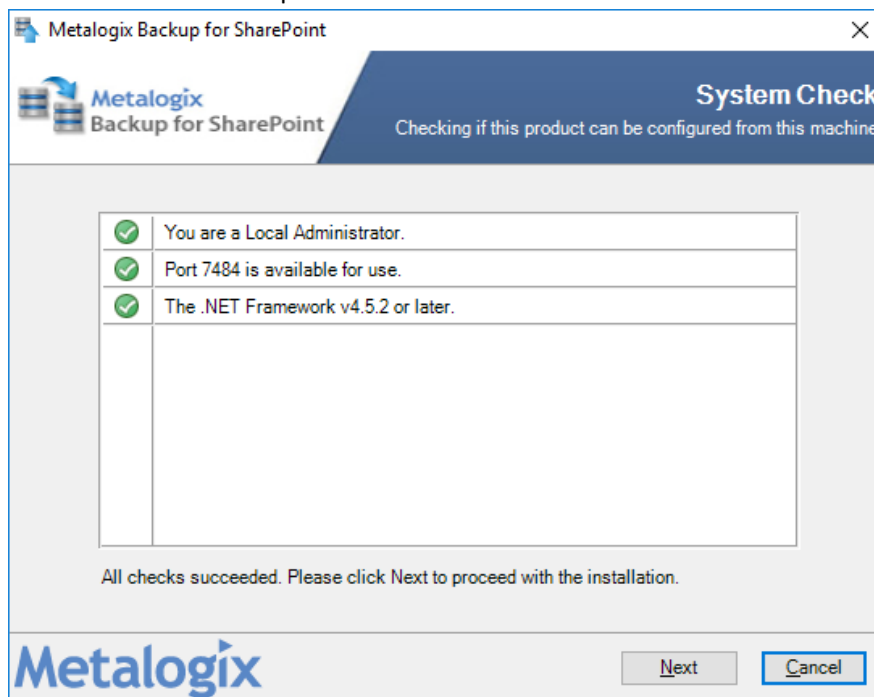 Metalogix Backup for SharePoint
Metalogix
Backup for SharePoint
System Check
Checking if this product can be configured from this machine
You are a Local Administrator.
Port 7484 is available for use.
The .NET Framework v4.5.2 or later.
All checks succeeded. Please click Next to proceed with the installation.
Metalogix
Next
Cancel